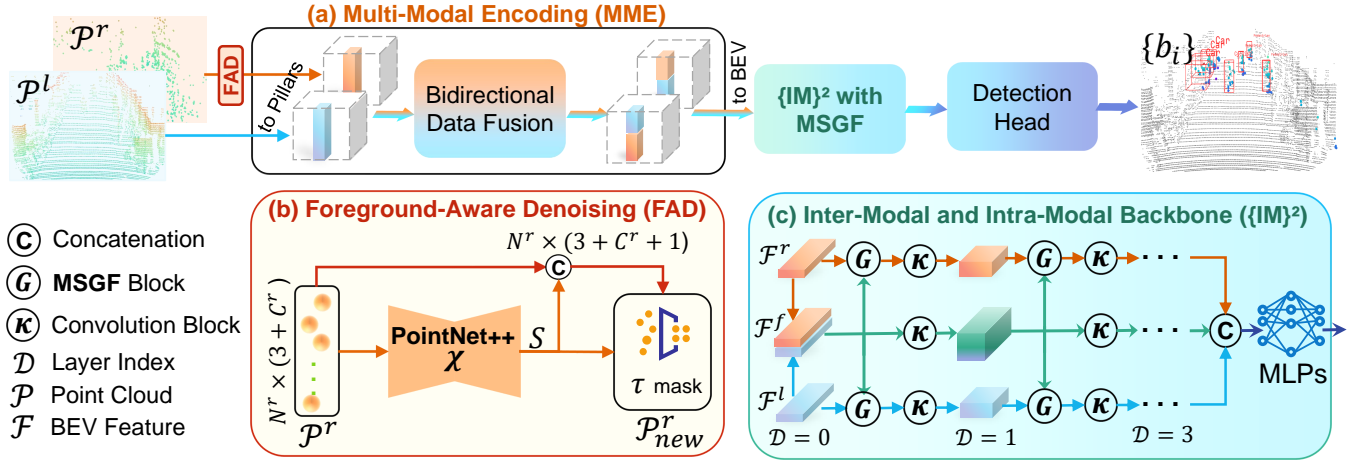 (a) Multi-Modal Encoding (MME)
𝒫ʳ
𝒫ˡ
FAD
to Pillars
Bidirectional
Data Fusion
to BEV
{IM}² with
MSGF
Detection
Head
{bᵢ}
Car
Car
Car
Car
C Concatenation
G MSGF Block
κ Convolution Block
𝒟 Layer Index
𝒫 Point Cloud
ℱ BEV Feature
(b) Foreground-Aware Denoising (FAD)
Nʳ × (3 + Cʳ + 1)
C
Nʳ × (3 + Cʳ)
PointNet++
χ
S
τ mask
𝒫ʳ
𝒫ʳnew
(c) Inter-Modal and Intra-Modal Backbone ({IM}²)
ℱʳ G κ G κ ...
ℱᶠ κ κ ... C
MLPs
ℱˡ G κ G κ ...
𝒟 = 0 𝒟 = 1 𝒟 = 3